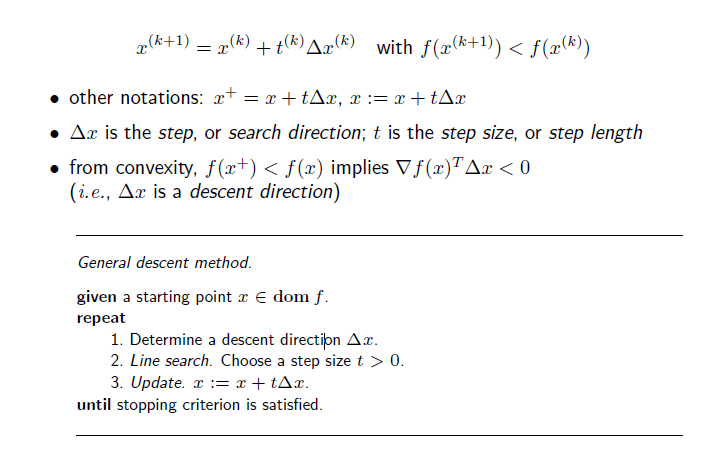 x^{(k+1)} = x^{(k)} + t^{(k)}Δx^{(k)} with f(x^{(k+1)}) < f(x^{(k)})
• other notations: x^+ = x + tΔx, x := x + tΔx
• Δx is the step, or search direction; t is the step size, or step length
• from convexity, f(x^+) < f(x) implies ∇f(x)^T Δx < 0
(i.e., Δx is a descent direction)
General descent method.
given a starting point x ∈ dom f.
repeat
1. Determine a descent direction Δx.
2. Line search. Choose a step size t > 0.
3. Update. x := x + tΔx.
until stopping criterion is satisfied.